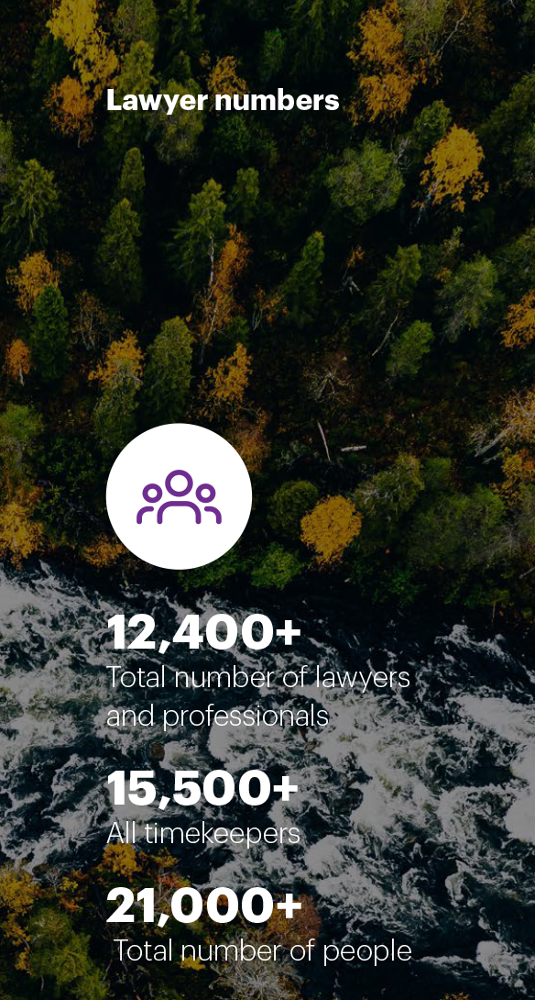 Lawyer numbers
12,400+
Total number of lawyers
and professionals
15,500+
All timekeepers
21,000+
Total number of people